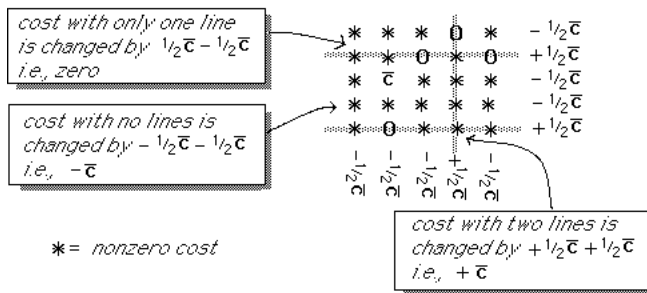 cost with only one line
is changed by ½c̄ − ½c̄
i.e., zero
* * * 0 * − ½c̄
* * 0 * 0 + ½c̄
* c̄ * * * − ½c̄
* * * * * − ½c̄
* 0 * * * + ½c̄
− ½c̄ − ½c̄ − ½c̄ + ½c̄ − ½c̄
cost with no lines is
changed by − ½c̄ − ½c̄
i.e., − c̄
* = nonzero cost
cost with two lines is
changed by + ½c̄ + ½c̄
i.e., + c̄